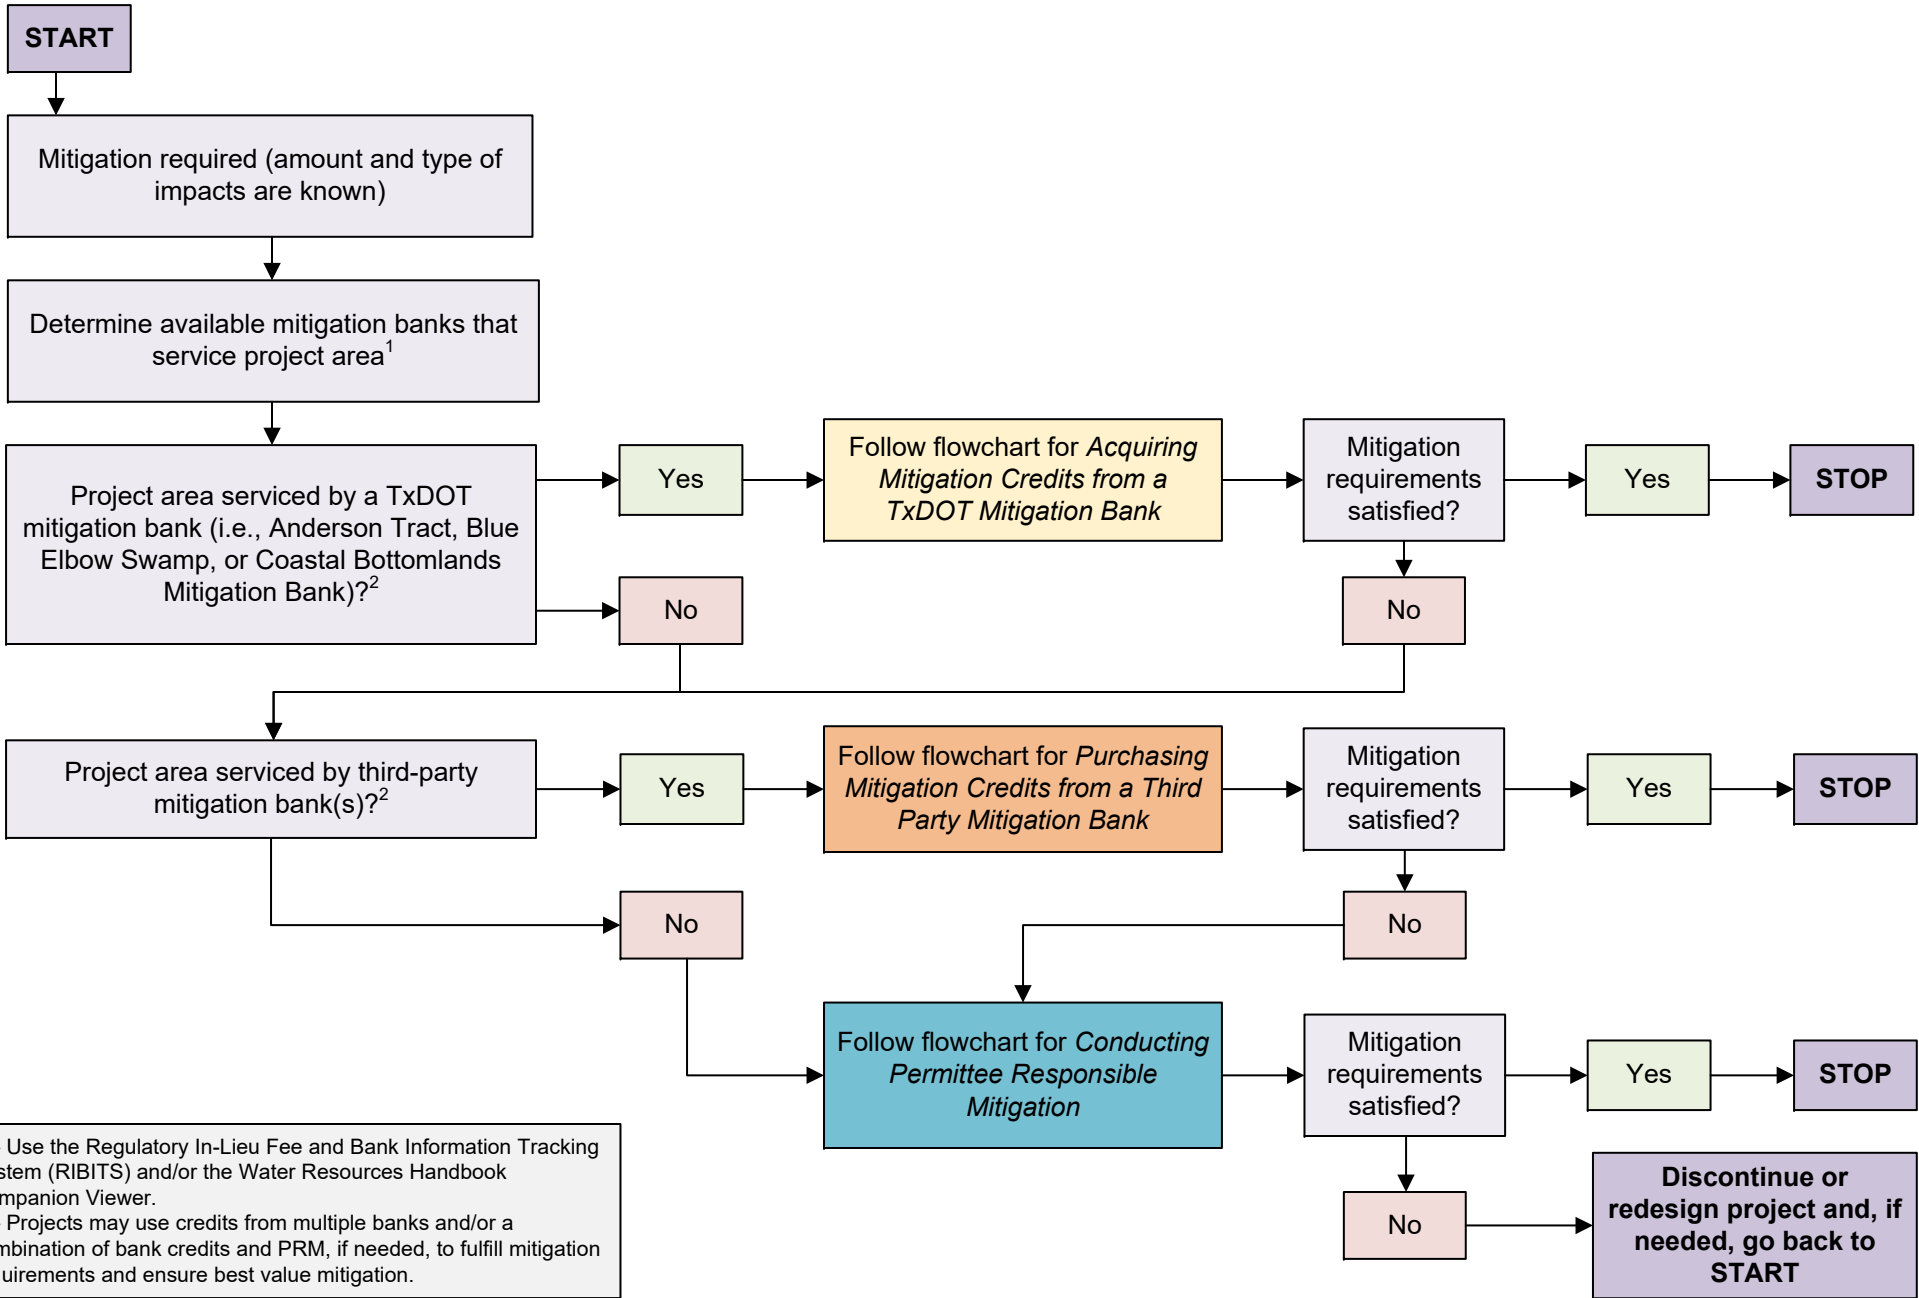 START
Mitigation required (amount and type of
impacts are known)
Determine available mitigation banks that
service project area1
Project area serviced by a TxDOT
mitigation bank (i.e., Anderson Tract, Blue
Elbow Swamp, or Coastal Bottomlands
Mitigation Bank)?2
Yes
Follow flowchart for Acquiring
Mitigation Credits from a
TxDOT Mitigation Bank
Mitigation
requirements
satisfied?
Yes
STOP
No
No
Project area serviced by third-party
mitigation bank(s)?2
Yes
Follow flowchart for Purchasing
Mitigation Credits from a Third
Party Mitigation Bank
Mitigation
requirements
satisfied?
Yes
STOP
No
No
Follow flowchart for Conducting
Permittee Responsible
Mitigation
Mitigation
requirements
satisfied?
Yes
STOP
No
Discontinue or
redesign project and, if
needed, go back to
START
Use the Regulatory In-Lieu Fee and Bank Information Tracking
stem (RIBITS) and/or the Water Resources Handbook
mpanion Viewer.
Projects may use credits from multiple banks and/or a
mbination of bank credits and PRM, if needed, to fulfill mitigation
uirements and ensure best value mitigation.